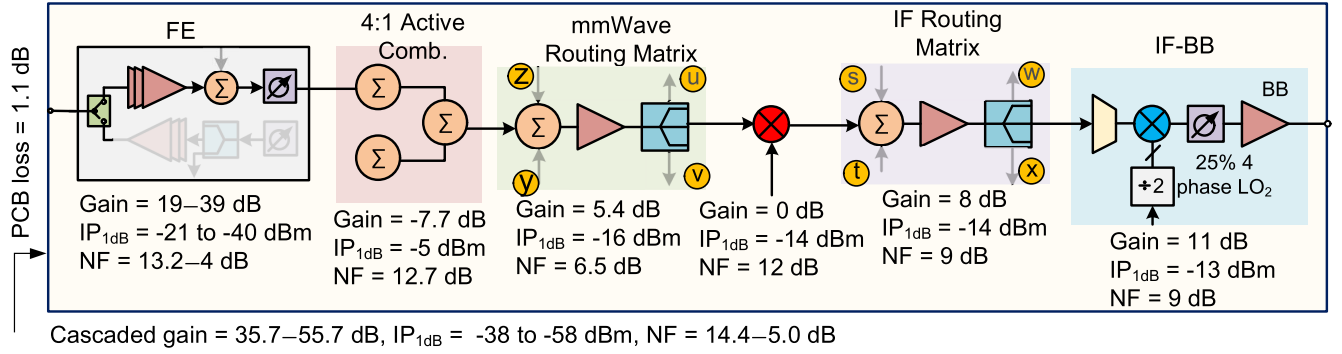 PCB loss = 1.1 dB
FE
Σ
Gain = 19–39 dB
IP1dB = -21 to -40 dBm
NF = 13.2–4 dB
4:1 Active
Comb.
Σ
Σ
Σ
Gain = -7.7 dB
IP1dB = -5 dBm
NF = 12.7 dB
mmWave
Routing Matrix
z
u
Σ
y
v
Gain = 5.4 dB
IP1dB = -16 dBm
NF = 6.5 dB
Gain = 0 dB
IP1dB = -14 dBm
NF = 12 dB
IF Routing
Matrix
s
w
Σ
t
x
Gain = 8 dB
IP1dB = -14 dBm
NF = 9 dB
IF-BB
BB
÷2
25% 4
phase LO2
Gain = 11 dB
IP1dB = -13 dBm
NF = 9 dB
Cascaded gain = 35.7–55.7 dB, IP1dB = -38 to -58 dBm, NF = 14.4–5.0 dB